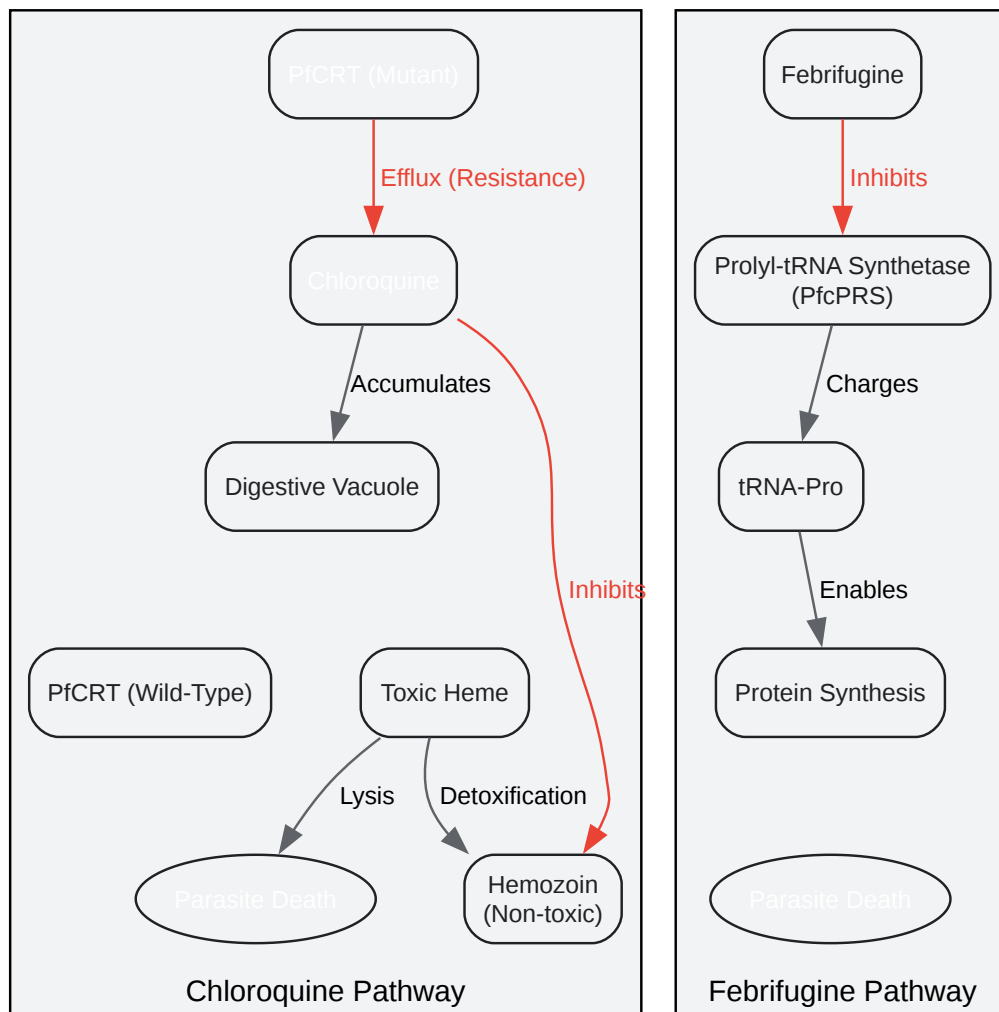 PfCRT (Mutant)
Efflux (Resistance)
Chloroquine
Accumulates
Digestive Vacuole
Inhibits
PfCRT (Wild-Type)
Toxic Heme
Lysis
Detoxification
Parasite Death
Hemozoin
(Non-toxic)
Chloroquine Pathway
Febrifugine
Inhibits
Prolyl-tRNA Synthetase
(PfcPRS)
Charges
tRNA-Pro
Enables
Protein Synthesis
Parasite Death
Febrifugine Pathway